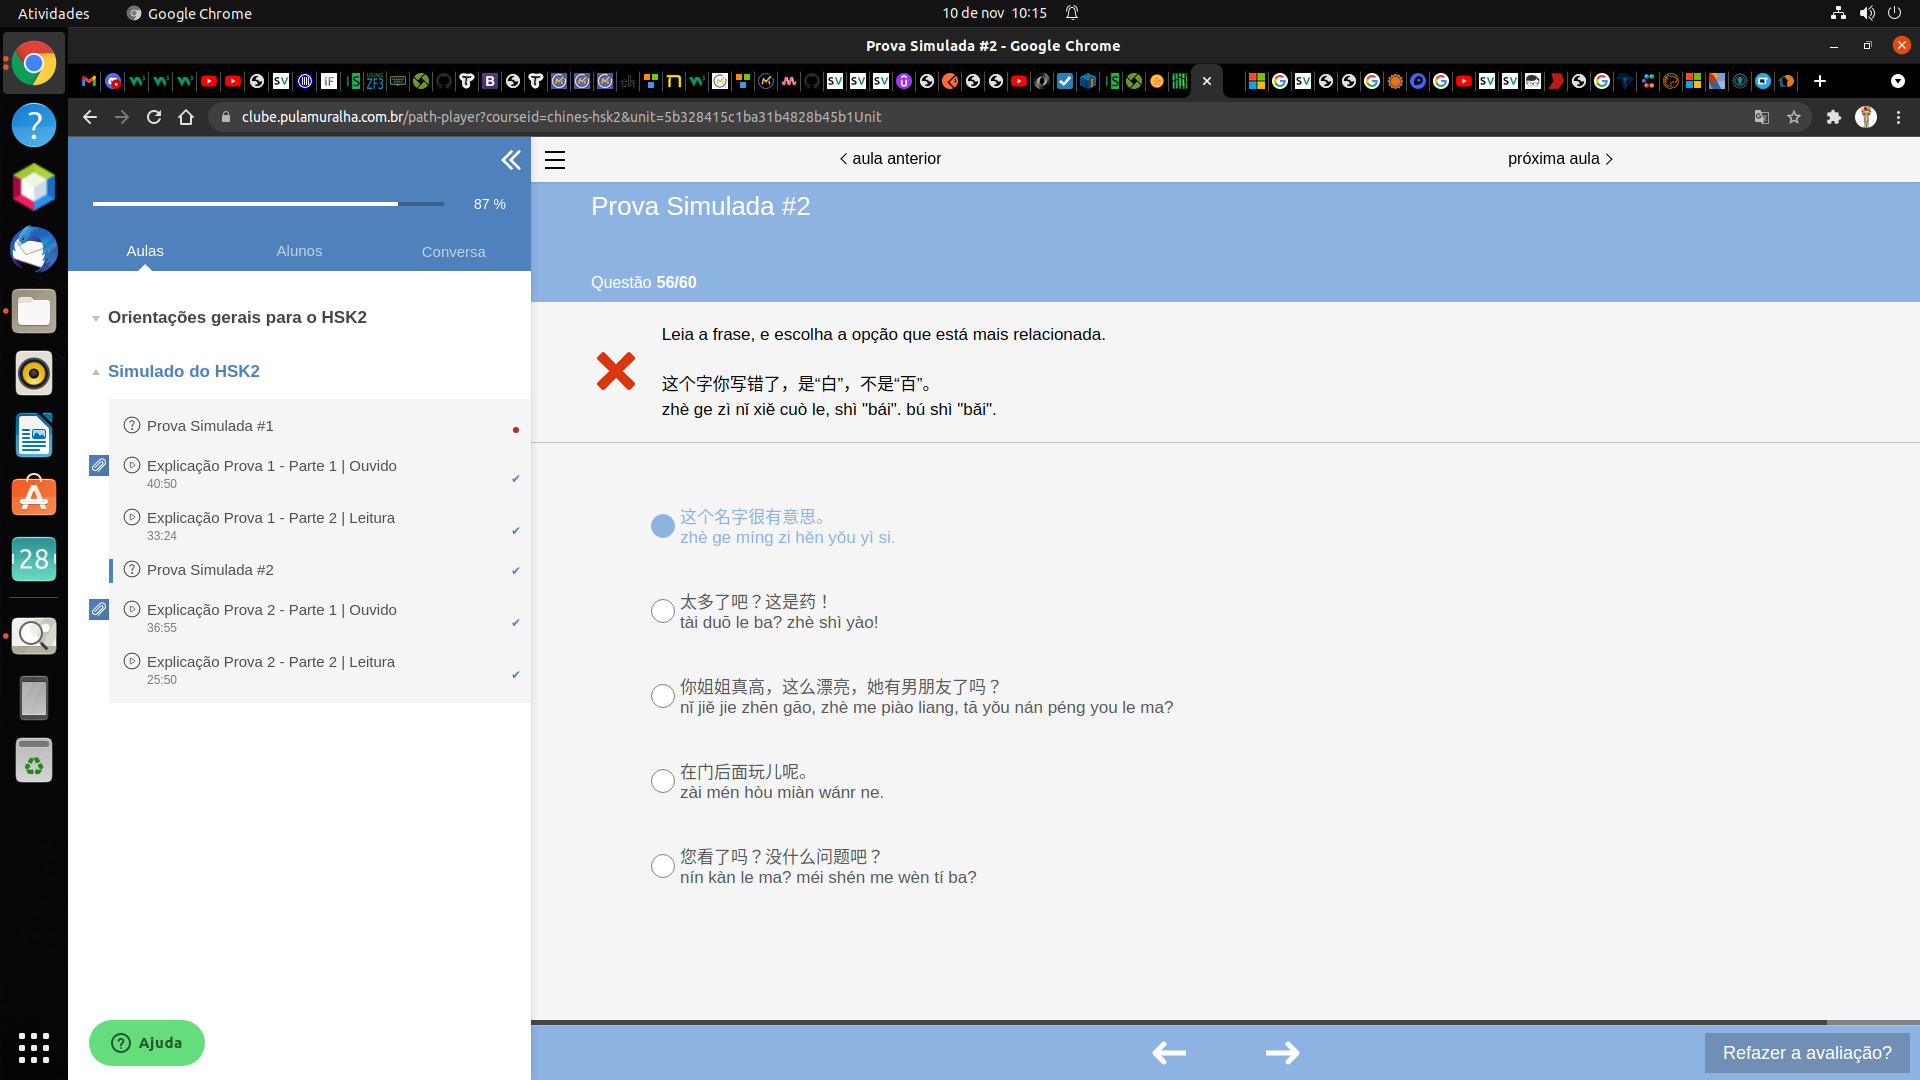 Atividades
Google Chrome
10 de nov 10:15
Prova Simulada #2 - Google Chrome
clube.pulamuralha.com.br/path-player?courseid=chines-hsk2&unit=5b328415c1ba31b4828b45b1Unit
87 %
Aulas
Alunos
Conversa
Orientações gerais para o HSK2
Simulado do HSK2
Prova Simulada #1
Explicação Prova 1 - Parte 1 | Ouvido
40:50
Explicação Prova 1 - Parte 2 | Leitura
33:24
Prova Simulada #2
Explicação Prova 2 - Parte 1 | Ouvido
36:55
Explicação Prova 2 - Parte 2 | Leitura
25:50
Ajuda
28
aula anterior
próxima aula
Prova Simulada #2
Questão 56/60
Leia a frase, e escolha a opção que está mais relacionada.
这个字你写错了，是“白”，不是“百”。
zhè ge zì nǐ xiě cuò le, shì "bái". bú shì "bǎi".
这个名字很有意思。
zhè ge míng zi hěn yǒu yì si.
太多了吧？这是药！
tài duō le ba? zhè shì yào!
你姐姐真高，这么漂亮，她有男朋友了吗？
nǐ jiě jie zhēn gāo, zhè me piào liang, tā yǒu nán péng you le ma?
在门后面玩儿呢。
zài mén hòu miàn wánr ne.
您看了吗？没什么问题吧？
nín kàn le ma? méi shén me wèn tí ba?
Refazer a avaliação?